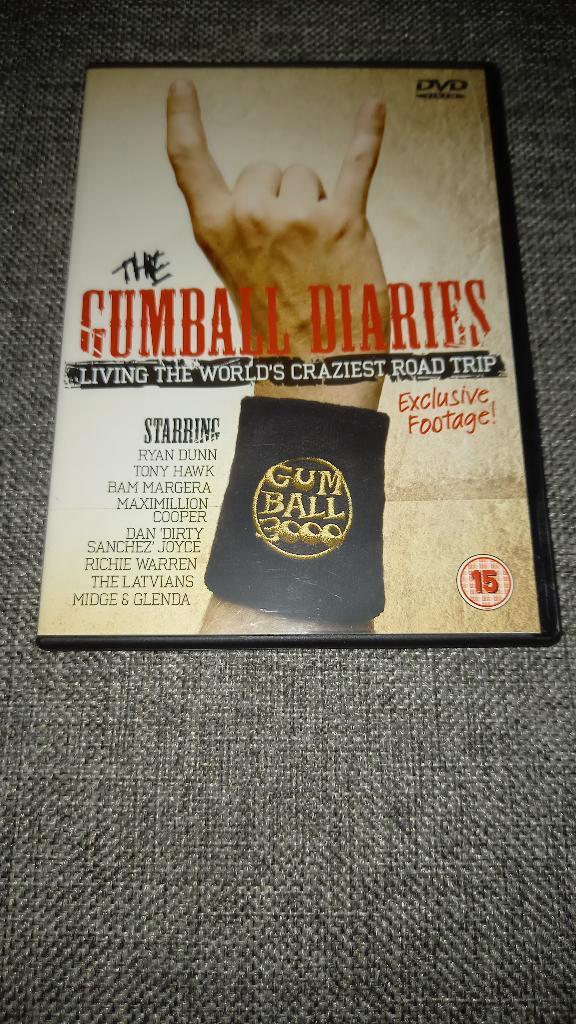 DVD
VIDEO
THE
GUMBALL DIARIES
LIVING THE WORLD'S CRAZIEST ROAD TRIP
Exclusive
Footage!
STARRING
RYAN DUNN
TONY HAWK
BAM MARGERA
MAXIMILLION
COOPER
DAN 'DIRTY
SANCHEZ' JOYCE
RICHIE WARREN
THE LATVIANS
MIDGE & GLENDA
GUM
BALL
3000
15